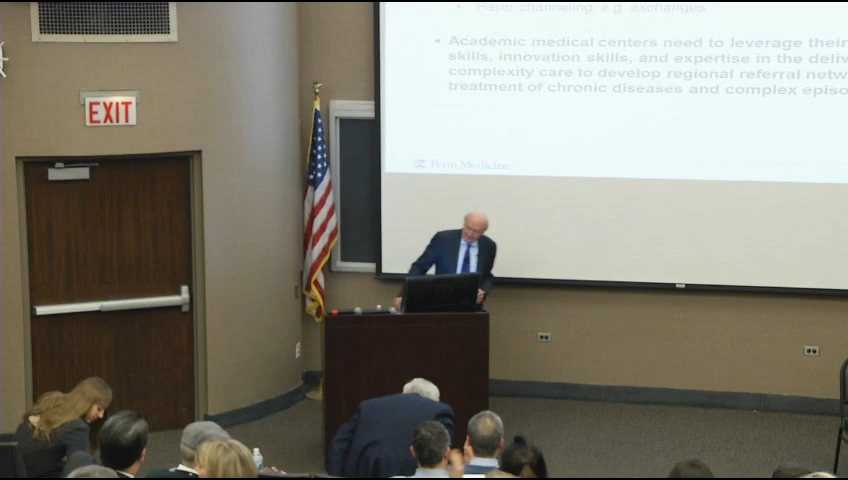 Payer channeling, e.g. exchanges
• Academic medical centers need to leverage their
skills, innovation skills, and expertise in the deliv
complexity care to develop regional referral netw
treatment of chronic diseases and complex episo
Penn Medicine
EXIT